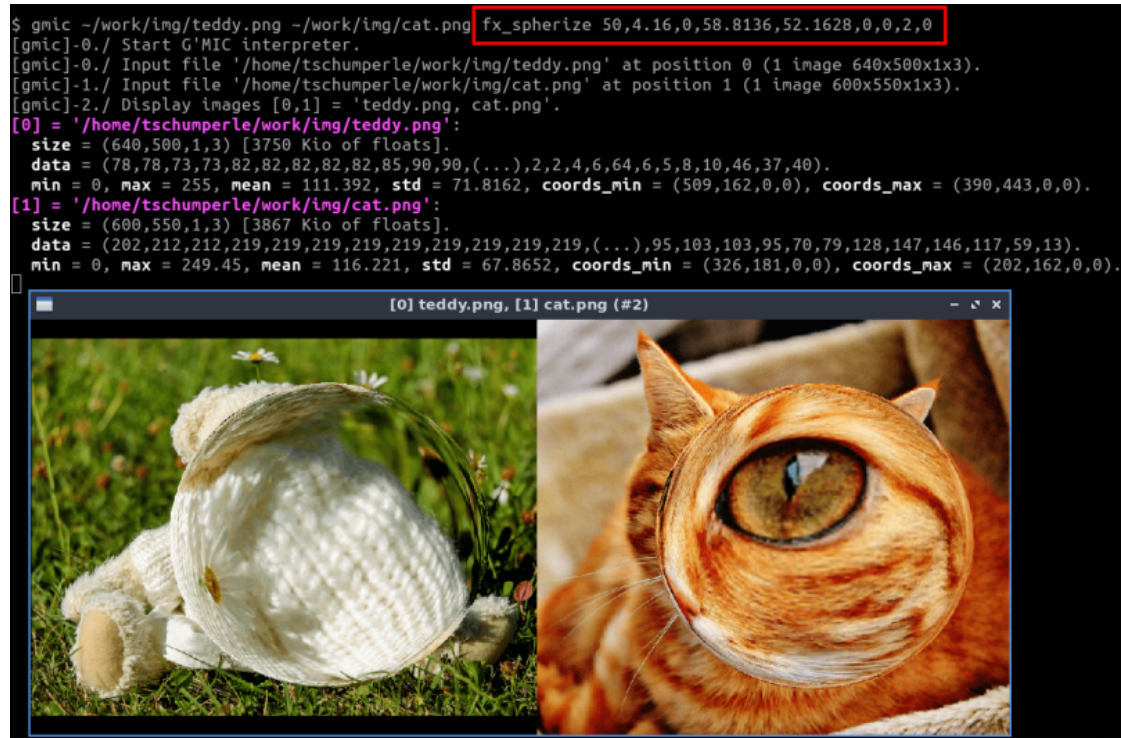 $ gmic ~/work/img/teddy.png ~/work/img/cat.png fx_spherize 50,4.16,0,58.8136,52.1628,0,0,2,0
[gmic]-0./ Start G'MIC interpreter.
[gmic]-0./ Input file '/home/tschumperle/work/img/teddy.png' at position 0 (1 image 640x500x1x3).
[gmic]-1./ Input file '/home/tschumperle/work/img/cat.png' at position 1 (1 image 600x550x1x3).
[gmic]-2./ Display images [0,1] = 'teddy.png, cat.png'.
[0] = '/home/tschumperle/work/img/teddy.png':
size = (640,500,1,3) [3750 Kio of floats].
data = (78,78,73,73,82,82,82,82,82,85,90,90,(...),2,2,4,6,64,6,5,8,10,46,37,40).
min = 0, max = 255, mean = 111.392, std = 71.8162, coords_min = (509,162,0,0), coords_max = (390,443,0,0).
[1] = '/home/tschumperle/work/img/cat.png':
size = (600,550,1,3) [3867 Kio of floats].
data = (202,212,212,219,219,219,219,219,219,219,219,219,(...),95,103,103,95,70,79,128,147,146,117,59,13).
min = 0, max = 249.45, mean = 116.221, std = 67.8652, coords_min = (326,181,0,0), coords_max = (202,162,0,0).
[0] teddy.png, [1] cat.png (#2)